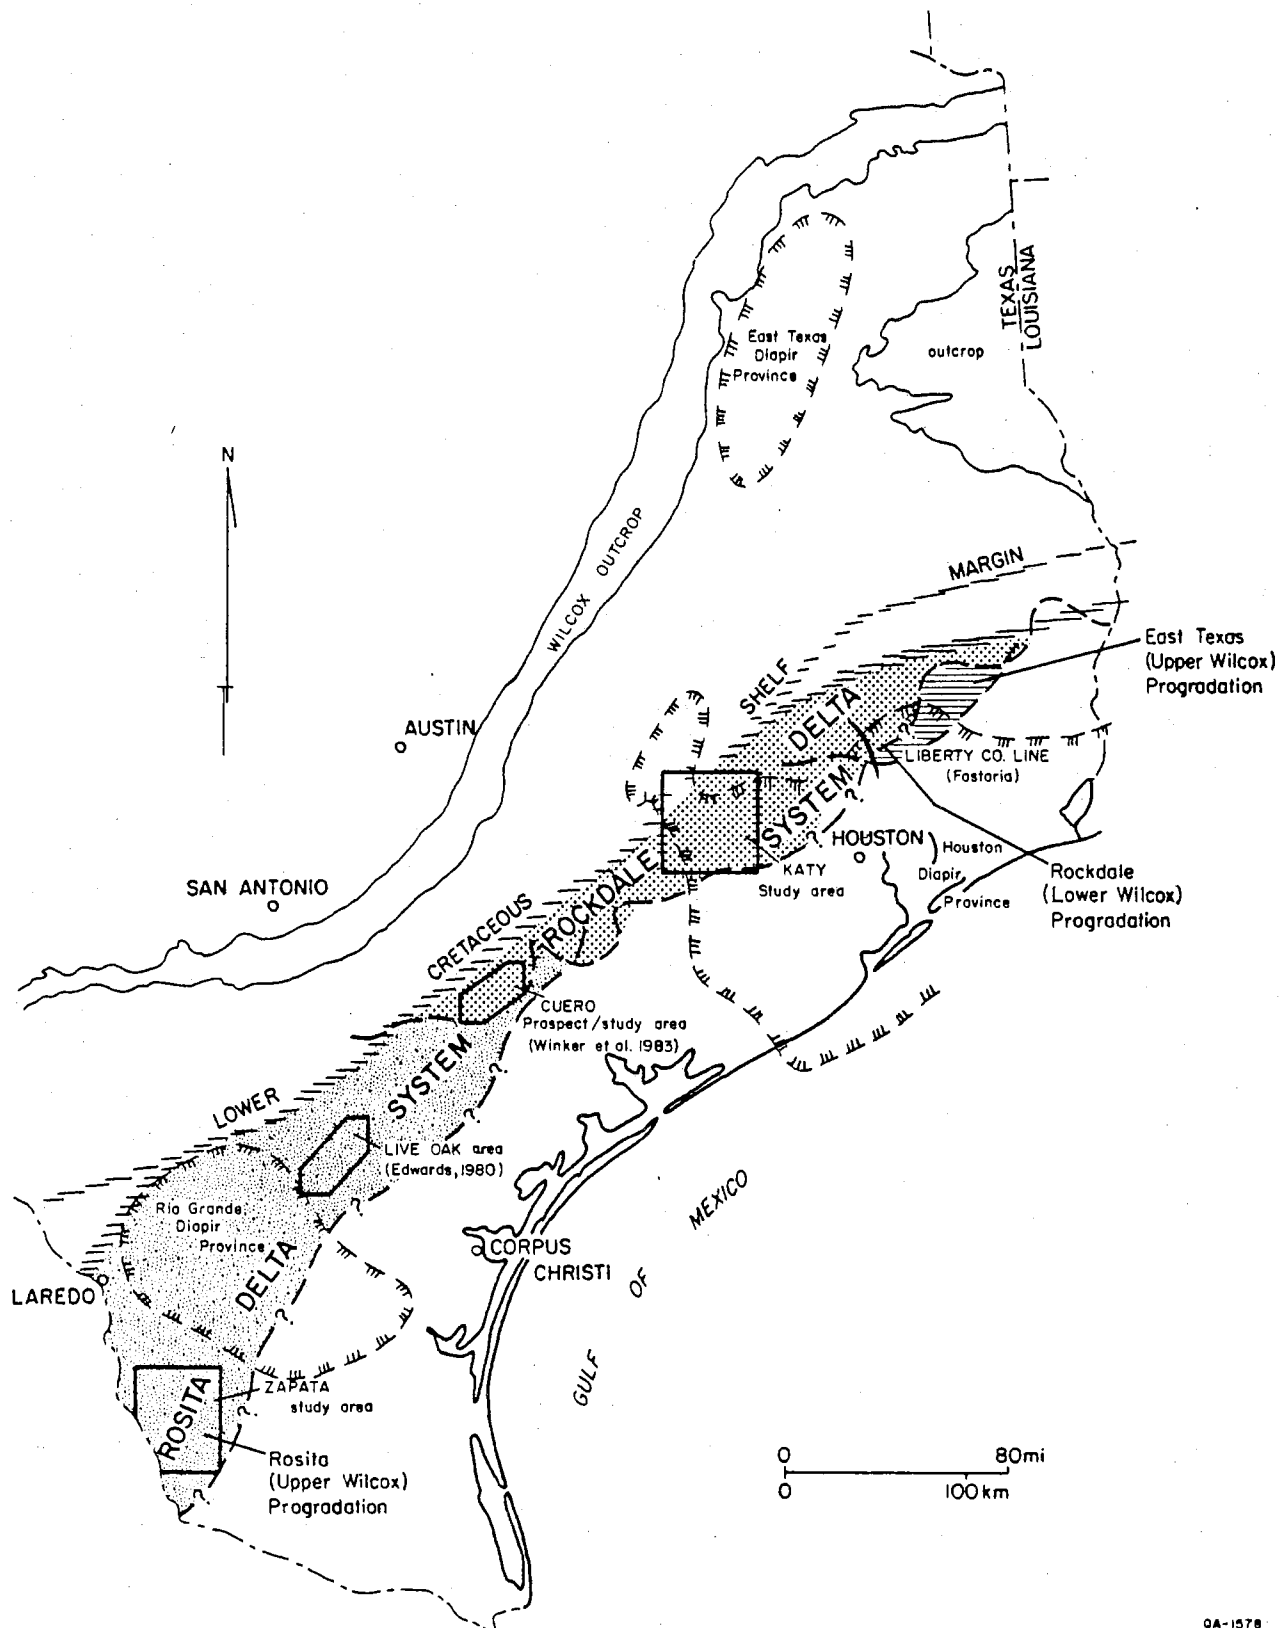 TEXAS
LOUISIANA
East Texas
Diapir
Province
outcrop
N
WILCOX OUTCROP
MARGIN
SHELF
CRETACEOUS
LOWER
East Texas
(Upper Wilcox)
Progradation
AUSTIN
DELTA
SYSTEM
ROCKDALE
LIBERTY CO. LINE
(Fostoria)
HOUSTON
Houston
Diapir
Province
KATY
Study area
Rockdale
(Lower Wilcox)
Progradation
SAN ANTONIO
CUERO
Prospect/study area
(Winker et al. 1983)
SYSTEM
LIVE OAK area
(Edwards, 1980)
Rio Grande
Diapir
Province
DELTA
LAREDO
CORPUS
CHRISTI
GULF OF MEXICO
ROSITA
ZAPATA
study area
Rosita
(Upper Wilcox)
Progradation
0 80mi
0 100km
?
?
?
?
?
?
?
?
?
QA-1578